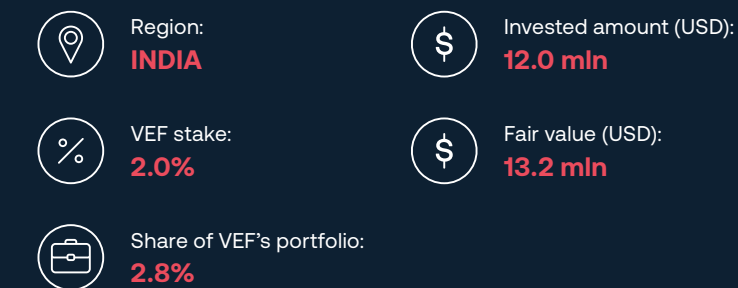 Region:
INDIA
Invested amount (USD):
12.0 mln
VEF stake:
2.0%
Fair value (USD):
13.2 mln
Share of VEF’s portfolio:
2.8%